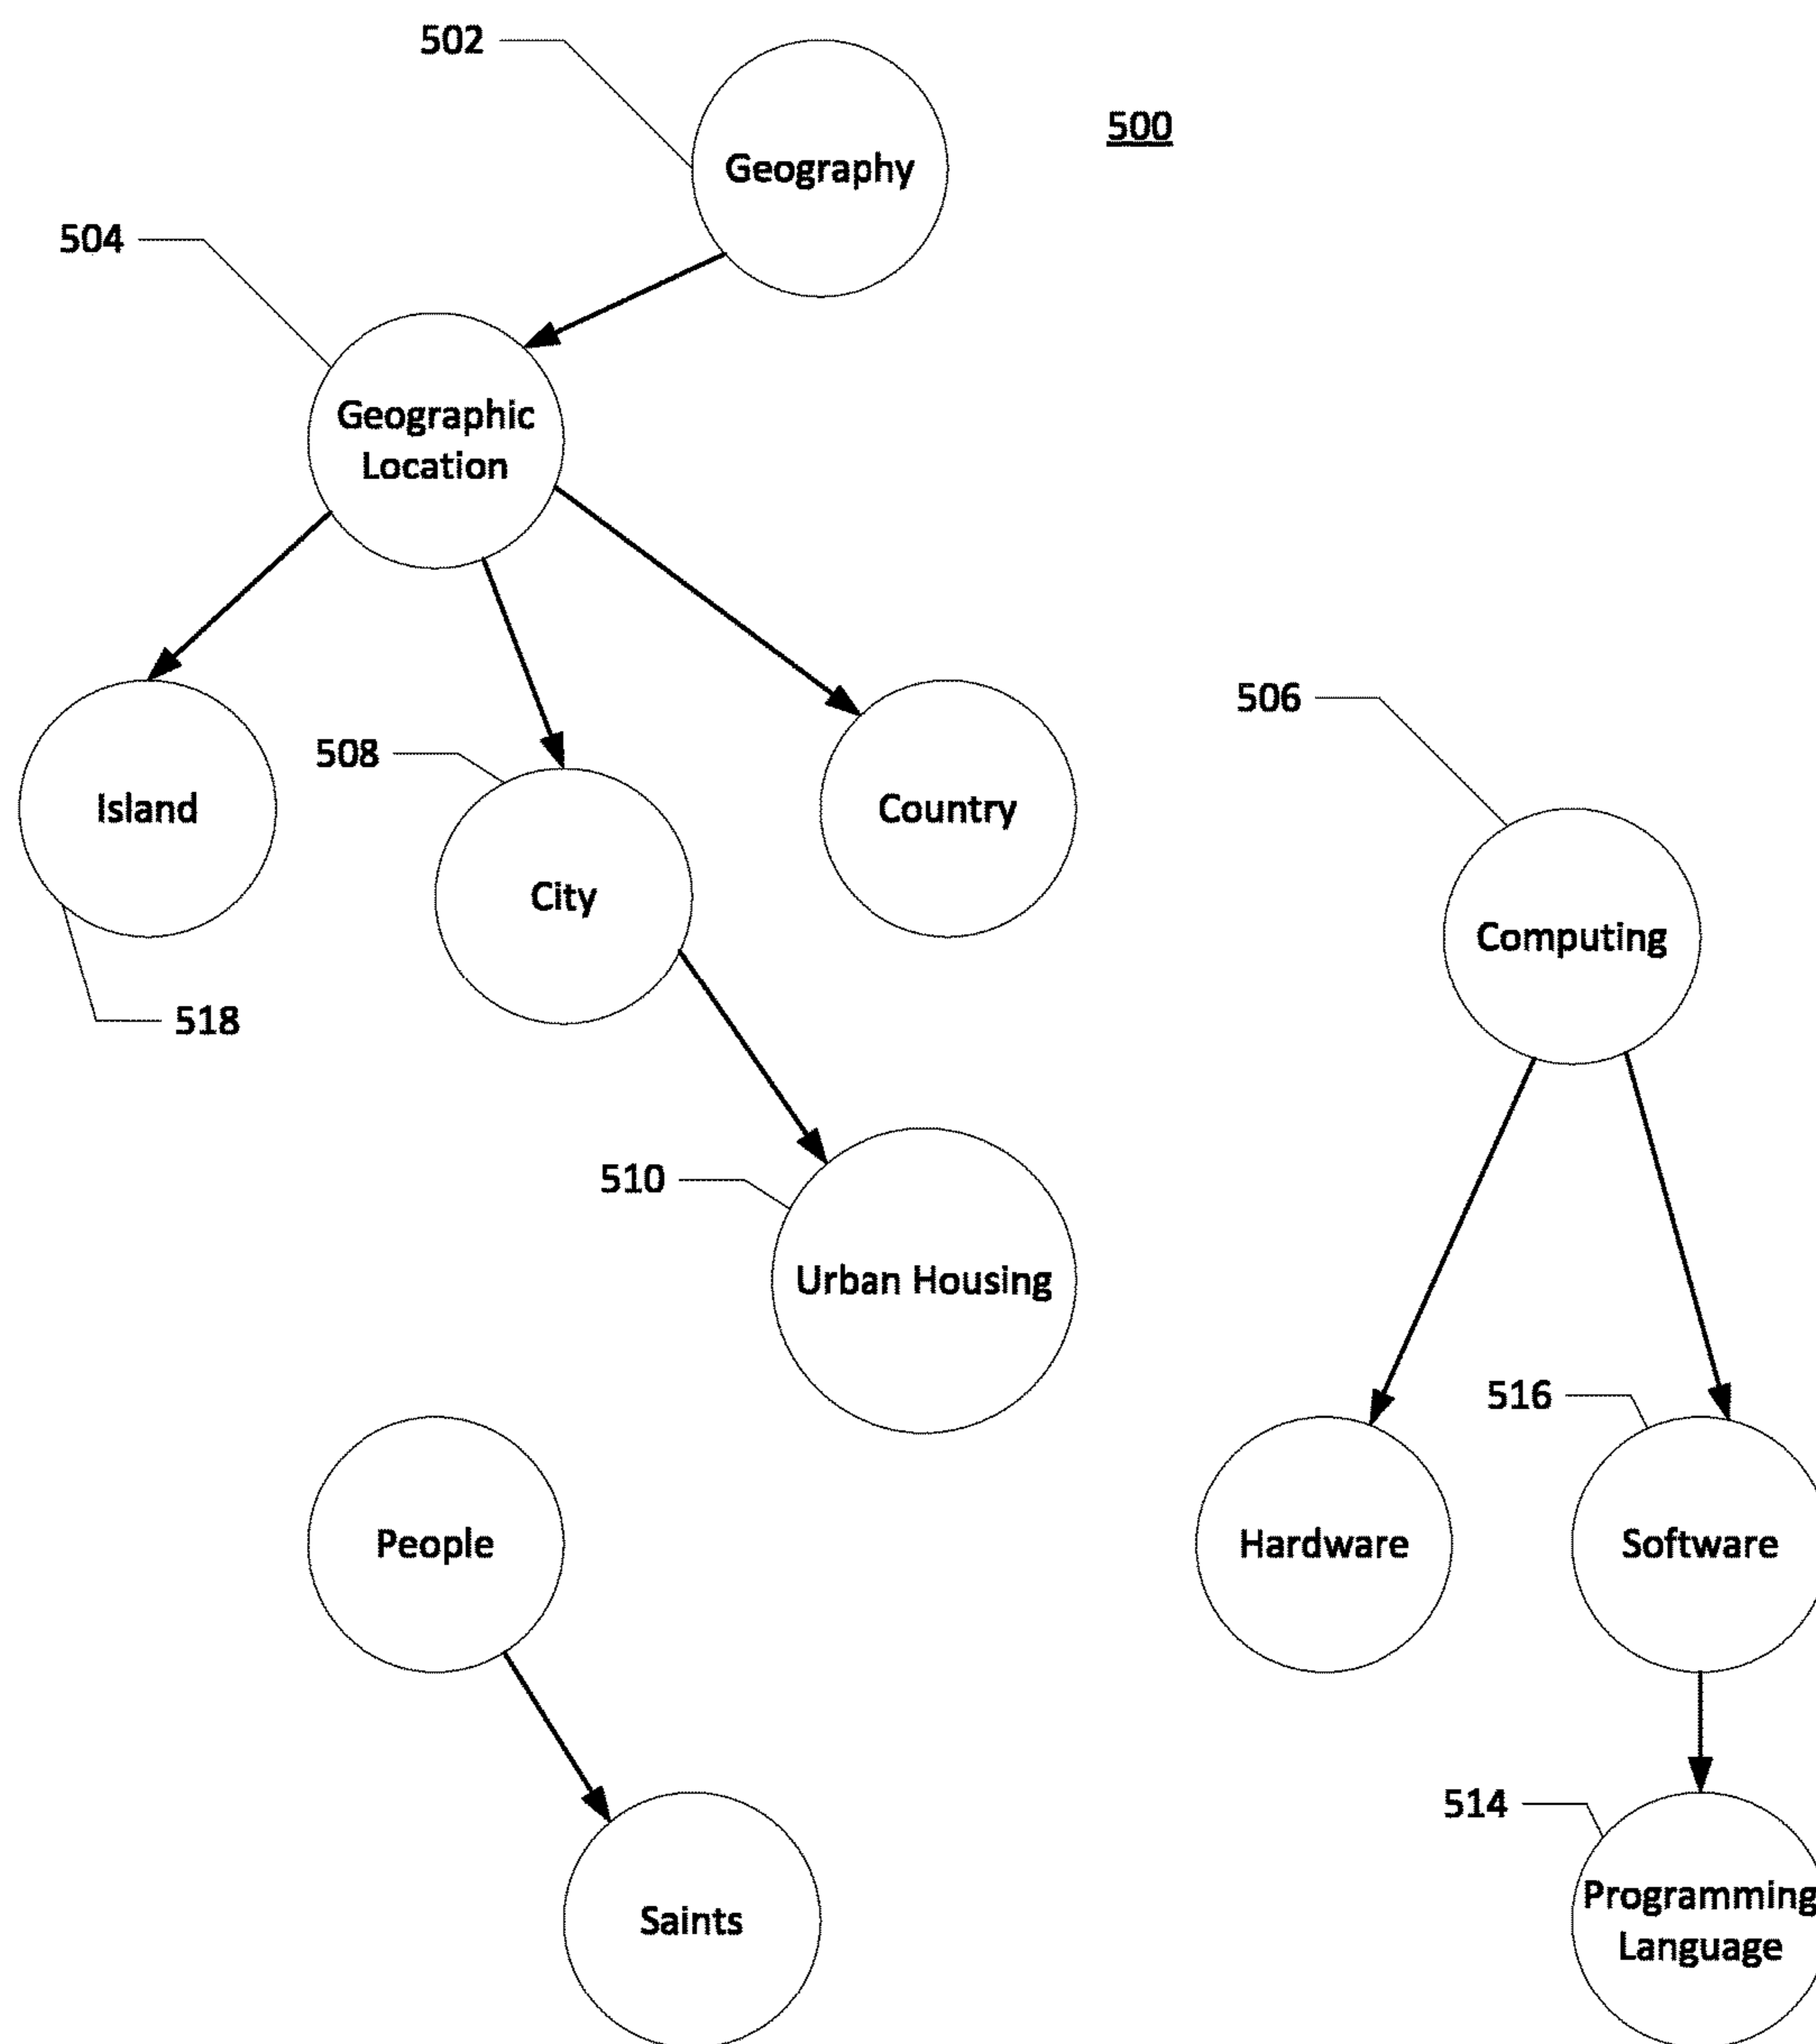 502
500
Geography
504
Geographic
Location
506
508
Island
City
Country
Computing
518
510
Urban Housing
516
People
Hardware
Software
514
Saints
Programming
Language